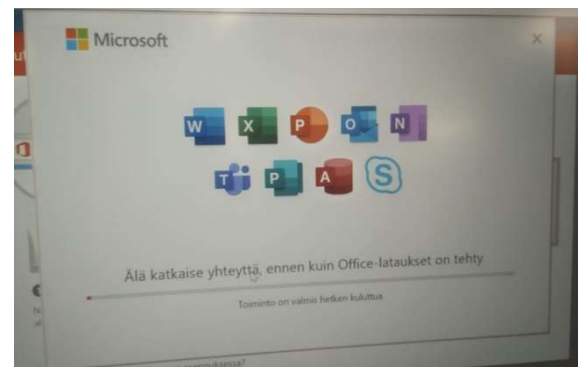 Microsoft
W X P O N
T P A S
Älä katkaise yhteyttä, ennen kuin Office-lataukset on tehty
Toiminto on valmis hetken kuluttua